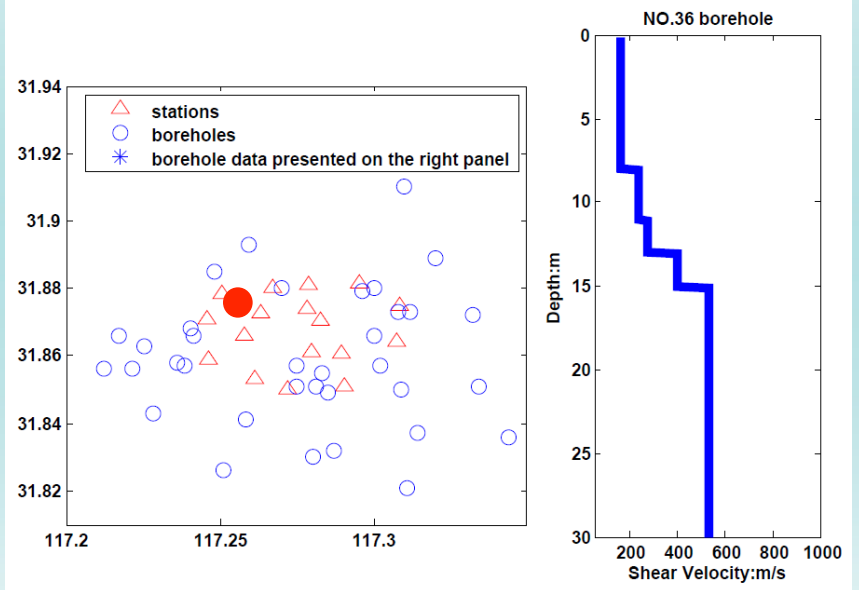 31.94
31.92
31.9
31.88
31.86
31.84
31.82
117.2
117.25
117.3
stations
boreholes
borehole data presented on the right panel
NO.36 borehole
0
5
10
15
20
25
30
Depth:m
200 400 600 800 1000
Shear Velocity:m/s